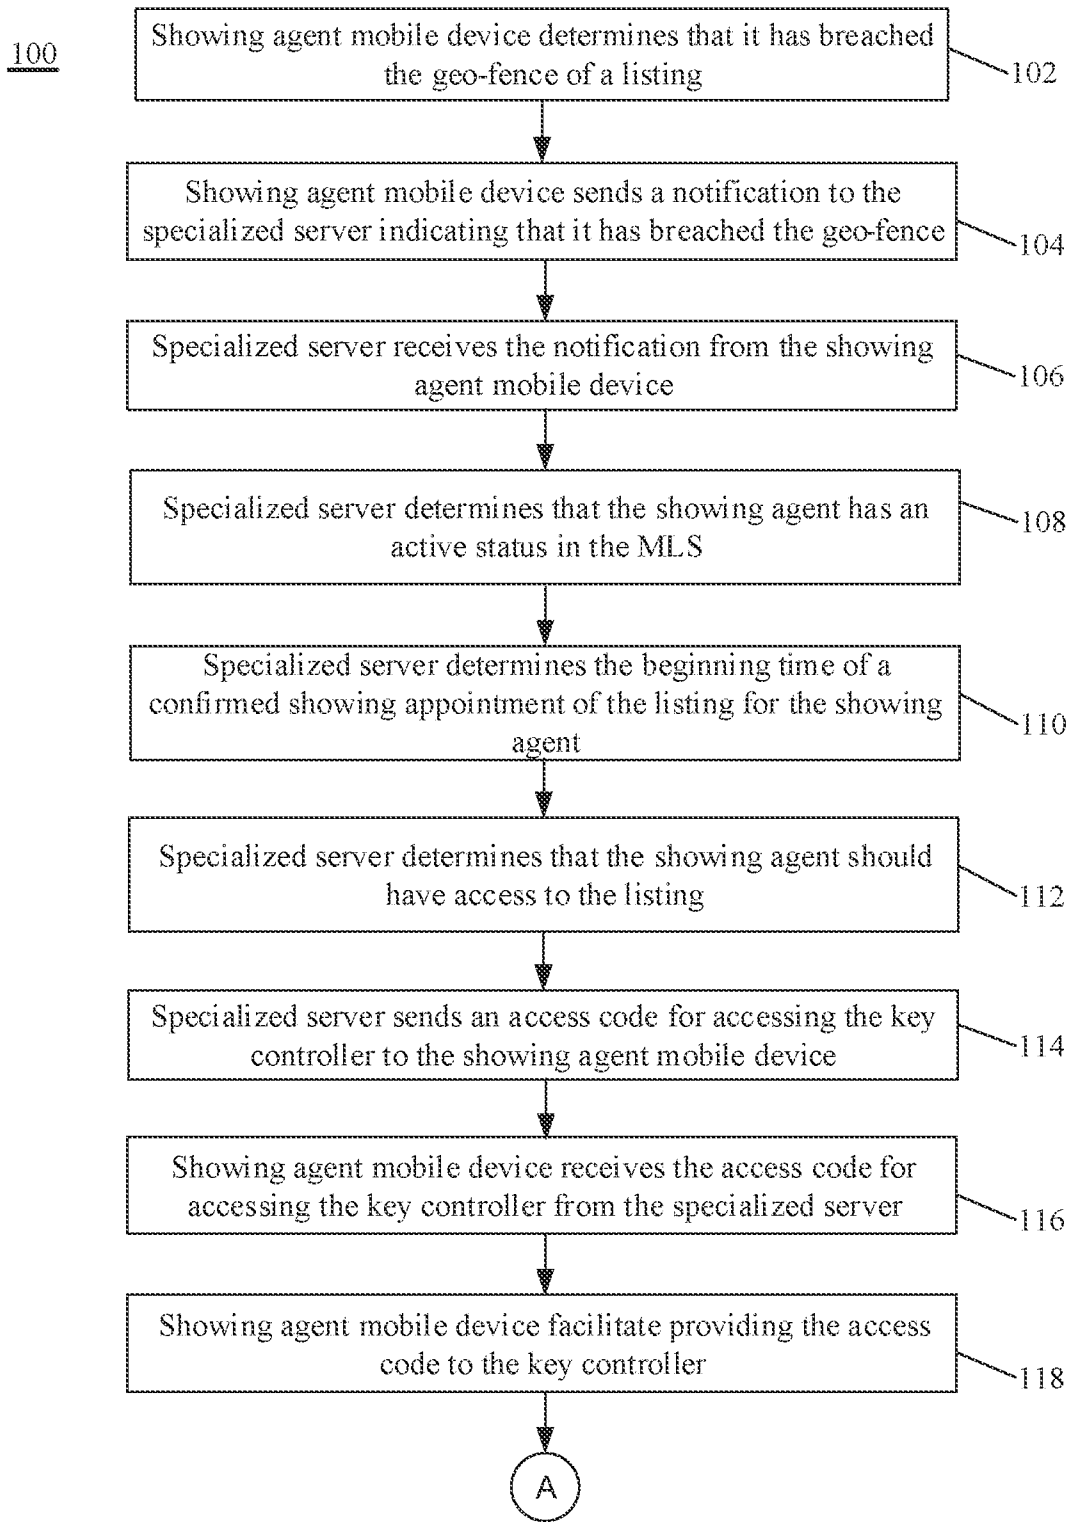 100
Showing agent mobile device determines that it has breached
the geo-fence of a listing
102
Showing agent mobile device sends a notification to the
specialized server indicating that it has breached the geo-fence
104
Specialized server receives the notification from the showing
agent mobile device
106
Specialized server determines that the showing agent has an
active status in the MLS
108
Specialized server determines the beginning time of a
confirmed showing appointment of the listing for the showing
agent
110
Specialized server determines that the showing agent should
have access to the listing
112
Specialized server sends an access code for accessing the key
controller to the showing agent mobile device
114
Showing agent mobile device receives the access code for
accessing the key controller from the specialized server
116
Showing agent mobile device facilitate providing the access
code to the key controller
118
A